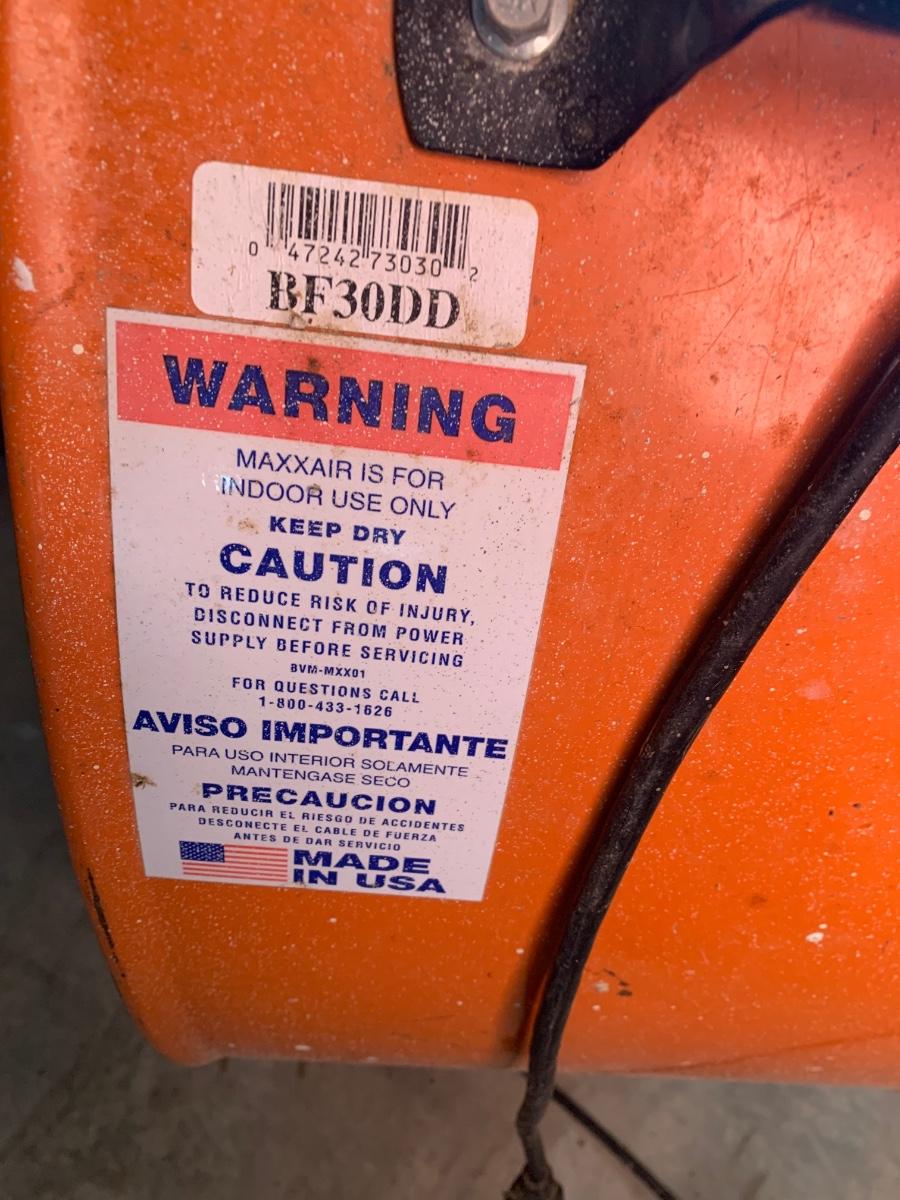 0 47242 73030 2
BF30DD
WARNING
MAXXAIR IS FOR
INDOOR USE ONLY
KEEP DRY
CAUTION
TO REDUCE RISK OF INJURY,
DISCONNECT FROM POWER
SUPPLY BEFORE SERVICING
BVM-MXX01
FOR QUESTIONS CALL
1-800-433-1626
AVISO IMPORTANTE
PARA USO INTERIOR SOLAMENTE
MANTENGASE SECO
PRECAUCION
PARA REDUCIR EL RIESGO DE ACCIDENTES
DESCONECTE EL CABLE DE FUERZA
ANTES DE DAR SERVICIO
MADE
IN USA